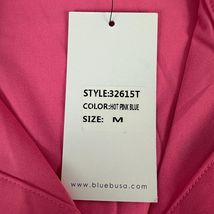 STYLE:32615T
COLOR:HOT PINK BLUE
SIZE: M
www.bluebusa.com